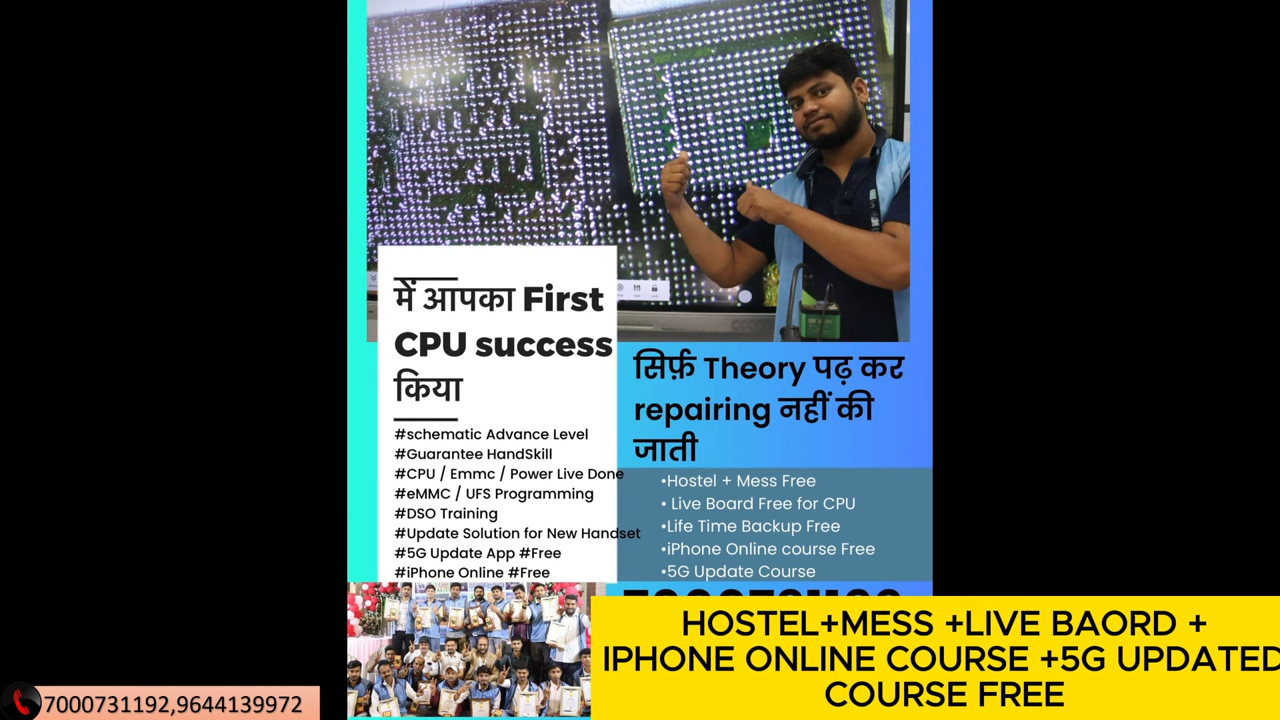 में आपका First
CPU success
किया
#schematic Advance Level
#Guarantee HandSkill
#CPU / Emmc / Power Live Done
#eMMC / UFS Programming
#DSO Training
#Update Solution for New Handset
#5G Update App #Free
#iPhone Online #Free
सिर्फ़ Theory पढ़ कर
repairing नहीं की
जाती
•Hostel + Mess Free
• Live Board Free for CPU
•Life Time Backup Free
•iPhone Online course Free
•5G Update Course
HOSTEL+MESS +LIVE BAORD +
IPHONE ONLINE COURSE +5G UPDATED
COURSE FREE
7000731192,9644139972